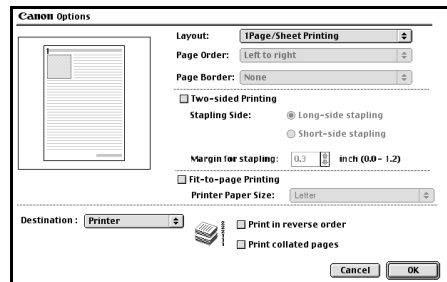 Canon Options
Layout: 1Page/Sheet Printing
Page Order: Left to right
Page Border: None
Two-sided Printing
Stapling Side: Long-side stapling
Short-side stapling
Margin for stapling: 0.3 inch (0.0 - 1.2)
Fit-to-page Printing
Printer Paper Size: Letter
Destination : Printer
Print in reverse order
Print collated pages
Cancel OK